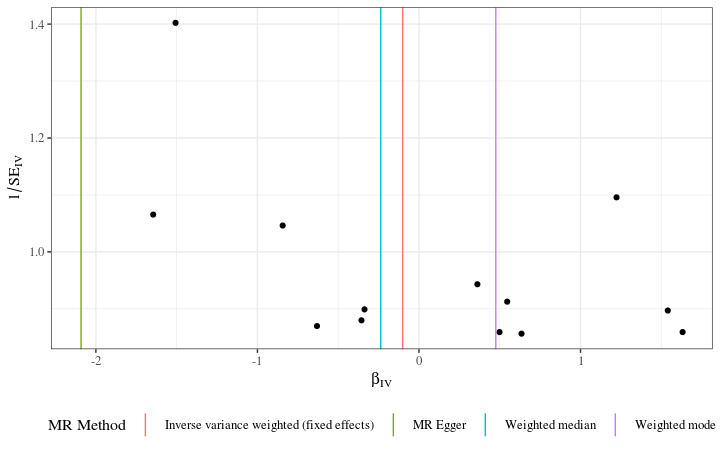 1.4
1.2
1.0
1/SE_IV
-2
-1
0
1
β_IV
MR Method
Inverse variance weighted (fixed effects)
MR Egger
Weighted median
Weighted mode